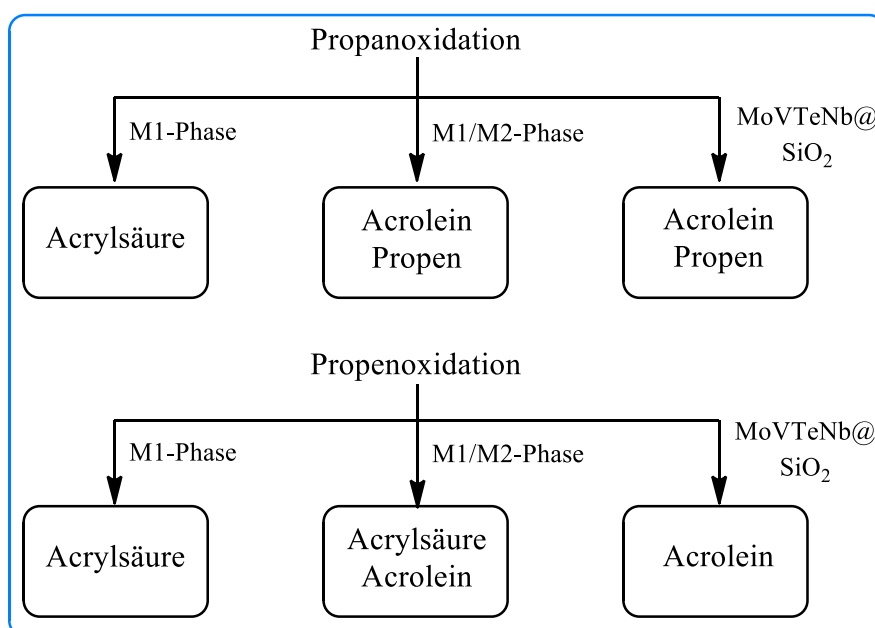 Propanoxidation
M1-Phase
M1/M2-Phase
MoVTeNb@
SiO₂
Acrylsäure
Acrolein
Propen
Acrolein
Propen
Propenoxidation
M1-Phase
M1/M2-Phase
MoVTeNb@
SiO₂
Acrylsäure
Acrylsäure
Acrolein
Acrolein